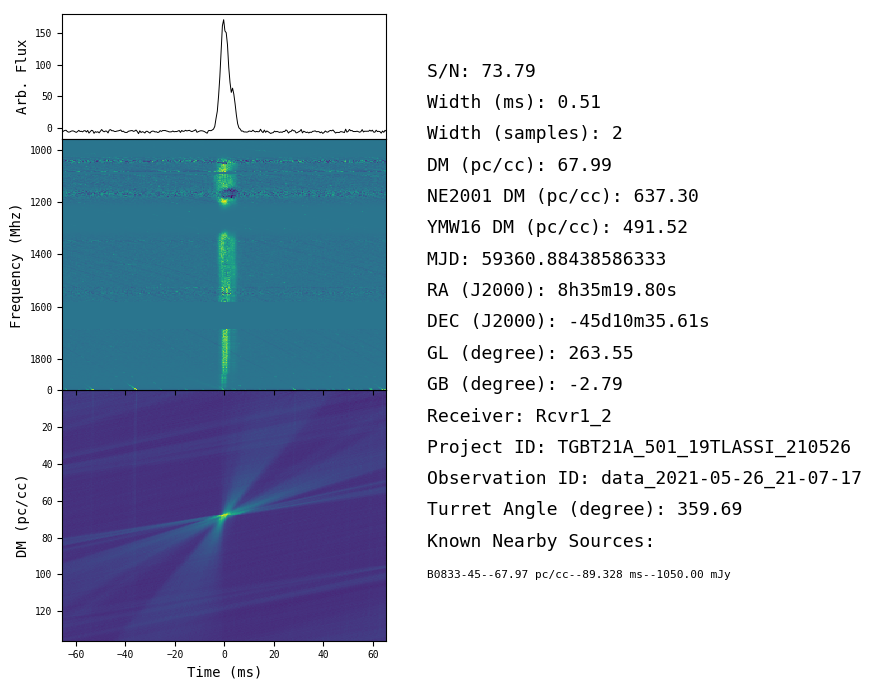 150
100
50
0
Arb. Flux
1000
1200
1400
1600
1800
Frequency (Mhz)
0
20
40
60
80
100
120
DM (pc/cc)
−60 −40 −20 0 20 40 60
Time (ms)
S/N: 73.79
Width (ms): 0.51
Width (samples): 2
DM (pc/cc): 67.99
NE2001 DM (pc/cc): 637.30
YMW16 DM (pc/cc): 491.52
MJD: 59360.88438586333
RA (J2000): 8h35m19.80s
DEC (J2000): -45d10m35.61s
GL (degree): 263.55
GB (degree): -2.79
Receiver: Rcvr1_2
Project ID: TGBT21A_501_19TLASSI_210526
Observation ID: data_2021-05-26_21-07-17
Turret Angle (degree): 359.69
Known Nearby Sources:
B0833-45--67.97 pc/cc--89.328 ms--1050.00 mJy